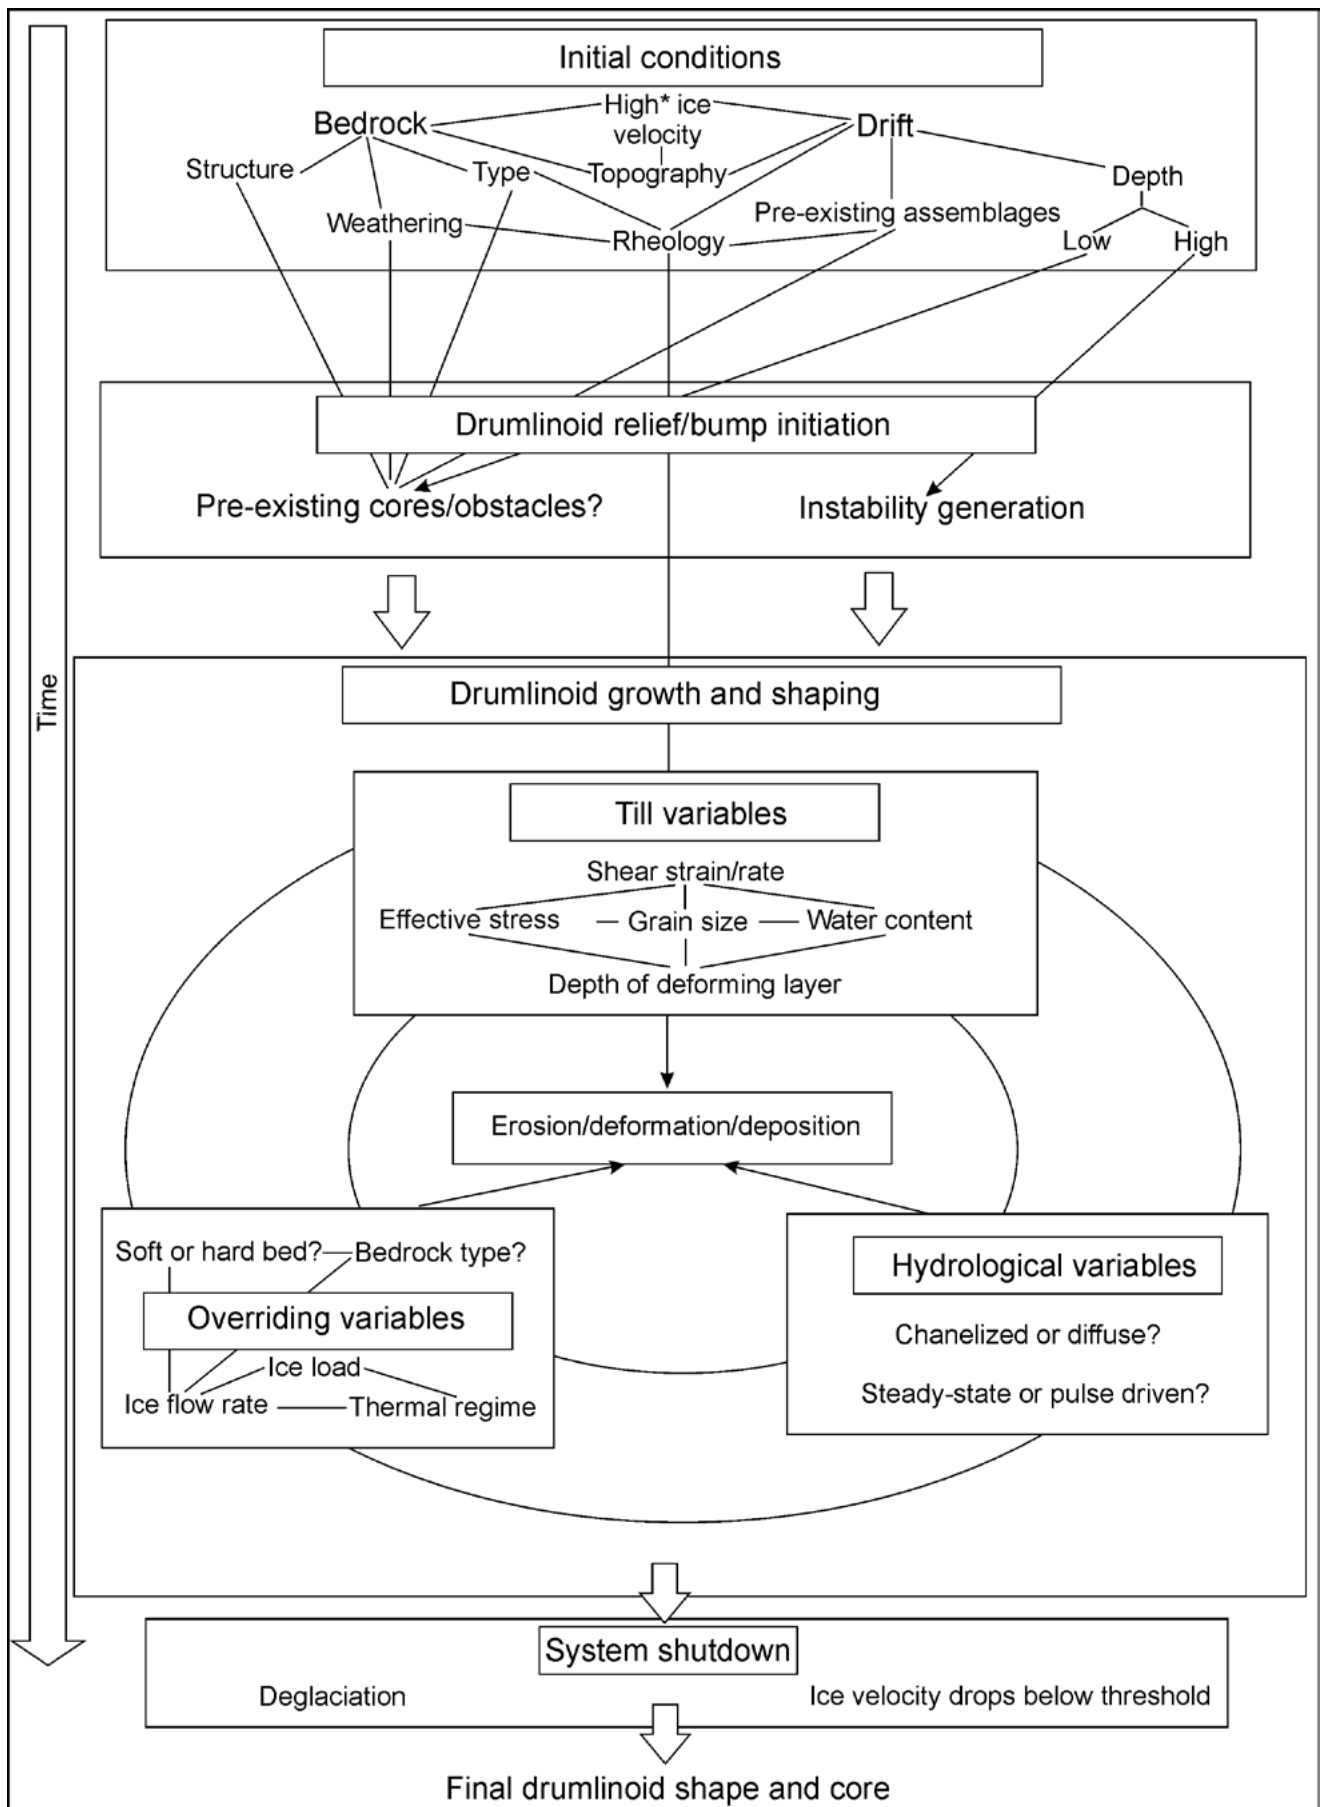 Initial conditions
High* ice
velocity
Bedrock
Drift
Structure
Type
Topography
Depth
Weathering
Pre-existing assemblages
Rheology
Low
High
Drumlinoid relief/bump initiation
Pre-existing cores/obstacles?
Instability generation
Time
Drumlinoid growth and shaping
Till variables
Shear strain/rate
Effective stress
Grain size
Water content
Depth of deforming layer
Erosion/deformation/deposition
Soft or hard bed?
Bedrock type?
Overriding variables
Ice load
Ice flow rate
Thermal regime
Hydrological variables
Chanelized or diffuse?
Steady-state or pulse driven?
System shutdown
Deglaciation
Ice velocity drops below threshold
Final drumlinoid shape and core